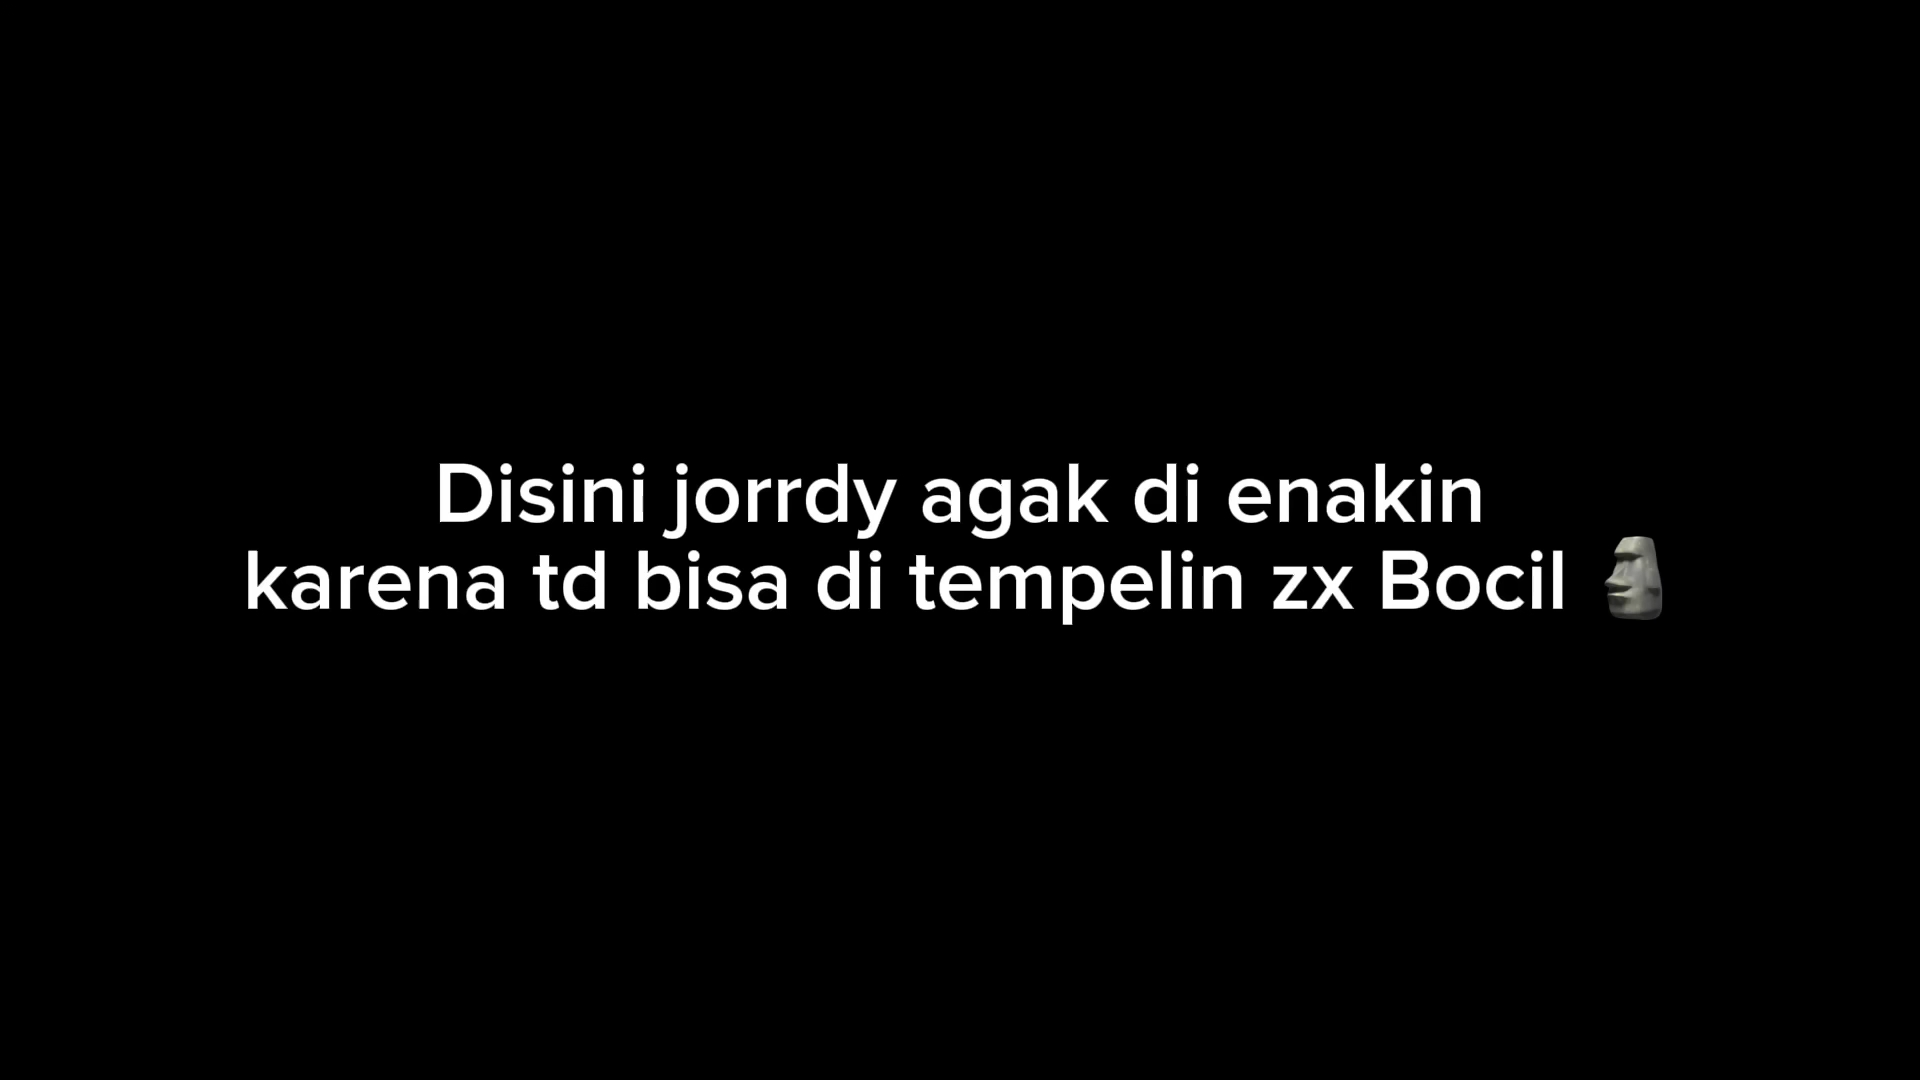 Disini jorrdy agak di enakin
karena td bisa di tempelin zx Bocil 🗿